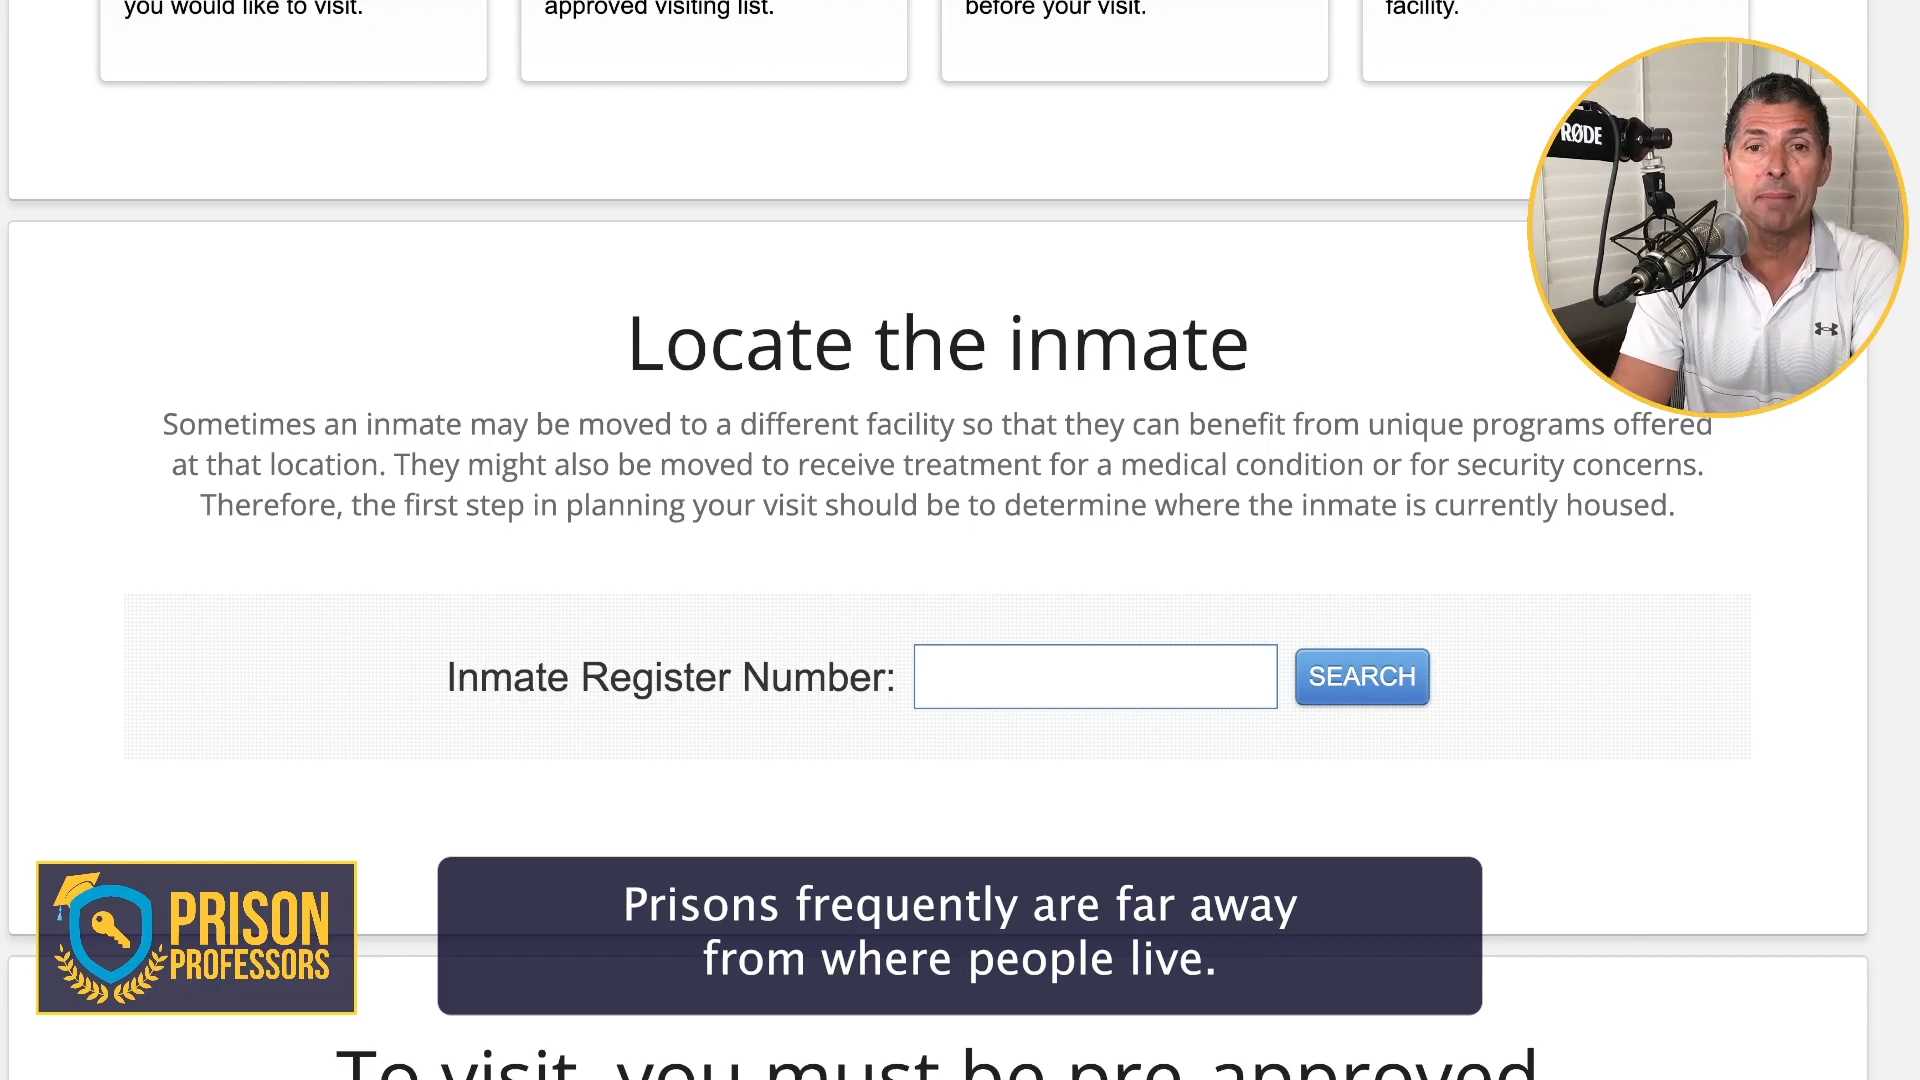 you would like to visit.
approved visiting list.
before your visit.
facility.
RØDE
Locate the inmate
Sometimes an inmate may be moved to a different facility so that they can benefit from unique programs offered
at that location. They might also be moved to receive treatment for a medical condition or for security concerns.
Therefore, the first step in planning your visit should be to determine where the inmate is currently housed.
Inmate Register Number:
SEARCH
PRISON
PROFESSORS
Prisons frequently are far away
from where people live.
To visit, you must be pre-approved